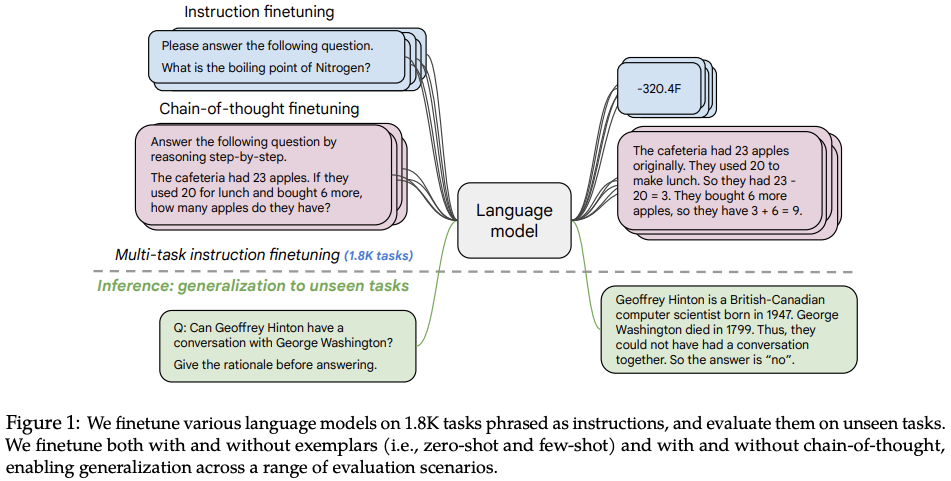 Instruction finetuning
Please answer the following question.
What is the boiling point of Nitrogen?
-320.4F
Chain-of-thought finetuning
Answer the following question by
reasoning step-by-step.
The cafeteria had 23 apples. If they
used 20 for lunch and bought 6 more,
how many apples do they have?
Language
model
The cafeteria had 23 apples
originally. They used 20 to
make lunch. So they had 23 -
20 = 3. They bought 6 more
apples, so they have 3 + 6 = 9.
Multi-task instruction finetuning (1.8K tasks)
Inference: generalization to unseen tasks
Q: Can Geoffrey Hinton have a
conversation with George Washington?
Give the rationale before answering.
Geoffrey Hinton is a British-Canadian
computer scientist born in 1947. George
Washington died in 1799. Thus, they
could not have had a conversation
together. So the answer is “no”.
Figure 1: We finetune various language models on 1.8K tasks phrased as instructions, and evaluate them on unseen tasks.
We finetune both with and without exemplars (i.e., zero-shot and few-shot) and with and without chain-of-thought,
enabling generalization across a range of evaluation scenarios.